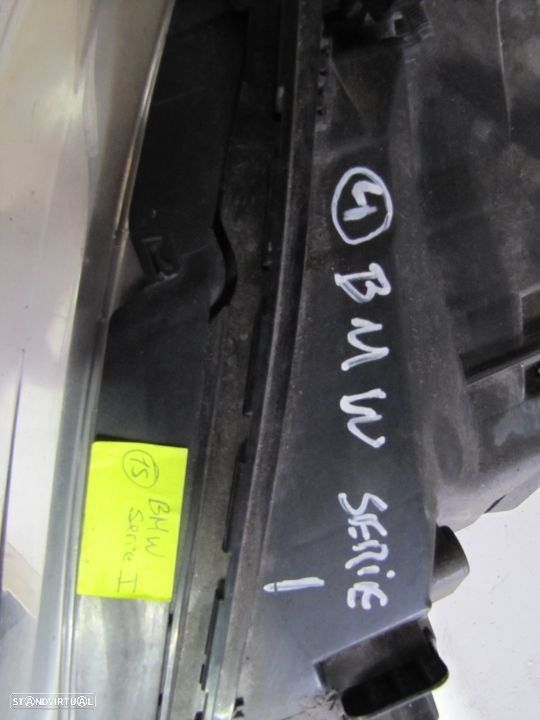 ④ BMW SERiE
1
⑮ BMW
Serie I
STANDVIRTUAL